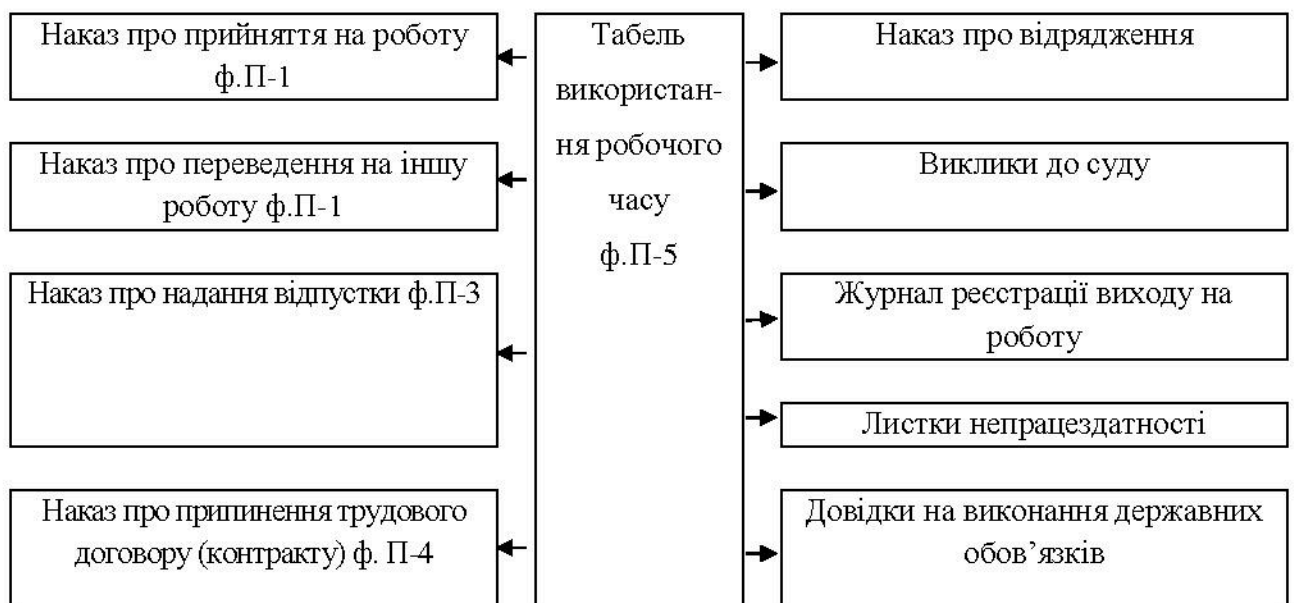 Наказ про прийняття на роботу
ф.П-1
Наказ про переведення на іншу
роботу ф.П-1
Наказ про надання відпустки ф.П-3
Наказ про припинення трудового
договору (контракту) ф. П-4
Табель
використан-
ня робочого
часу
ф.П-5
Наказ про відрядження
Виклики до суду
Журнал реєстрації виходу на
роботу
Листки непрацездатності
Довідки на виконання державних
обов’язків